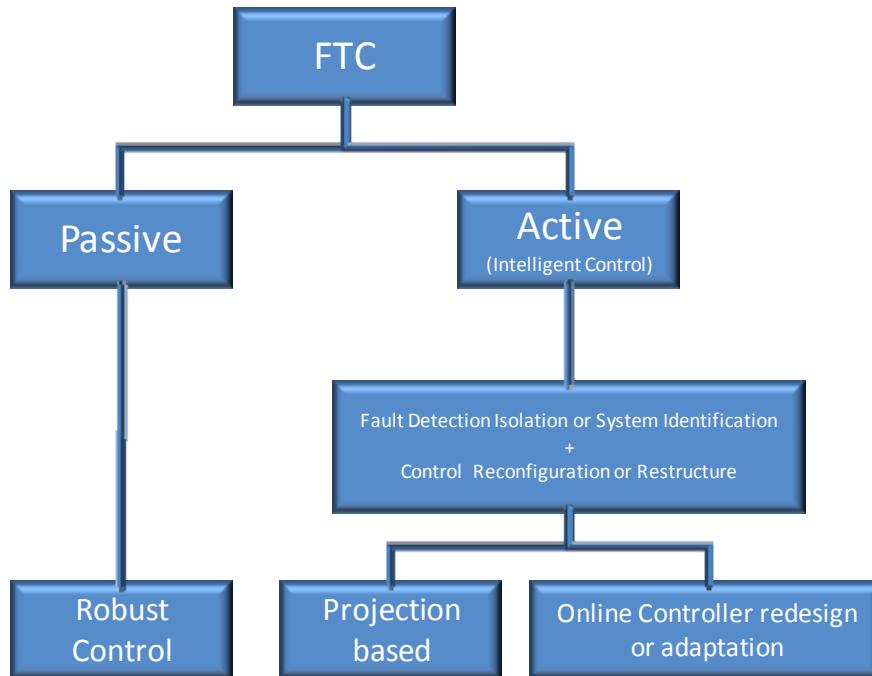 FTC
Passive
Active
(Intelligent Control)
Fault Detection Isolation or System Identification
+
Control Reconfiguration or Restructure
Robust
Control
Projection
based
Online Controller redesign
or adaptation